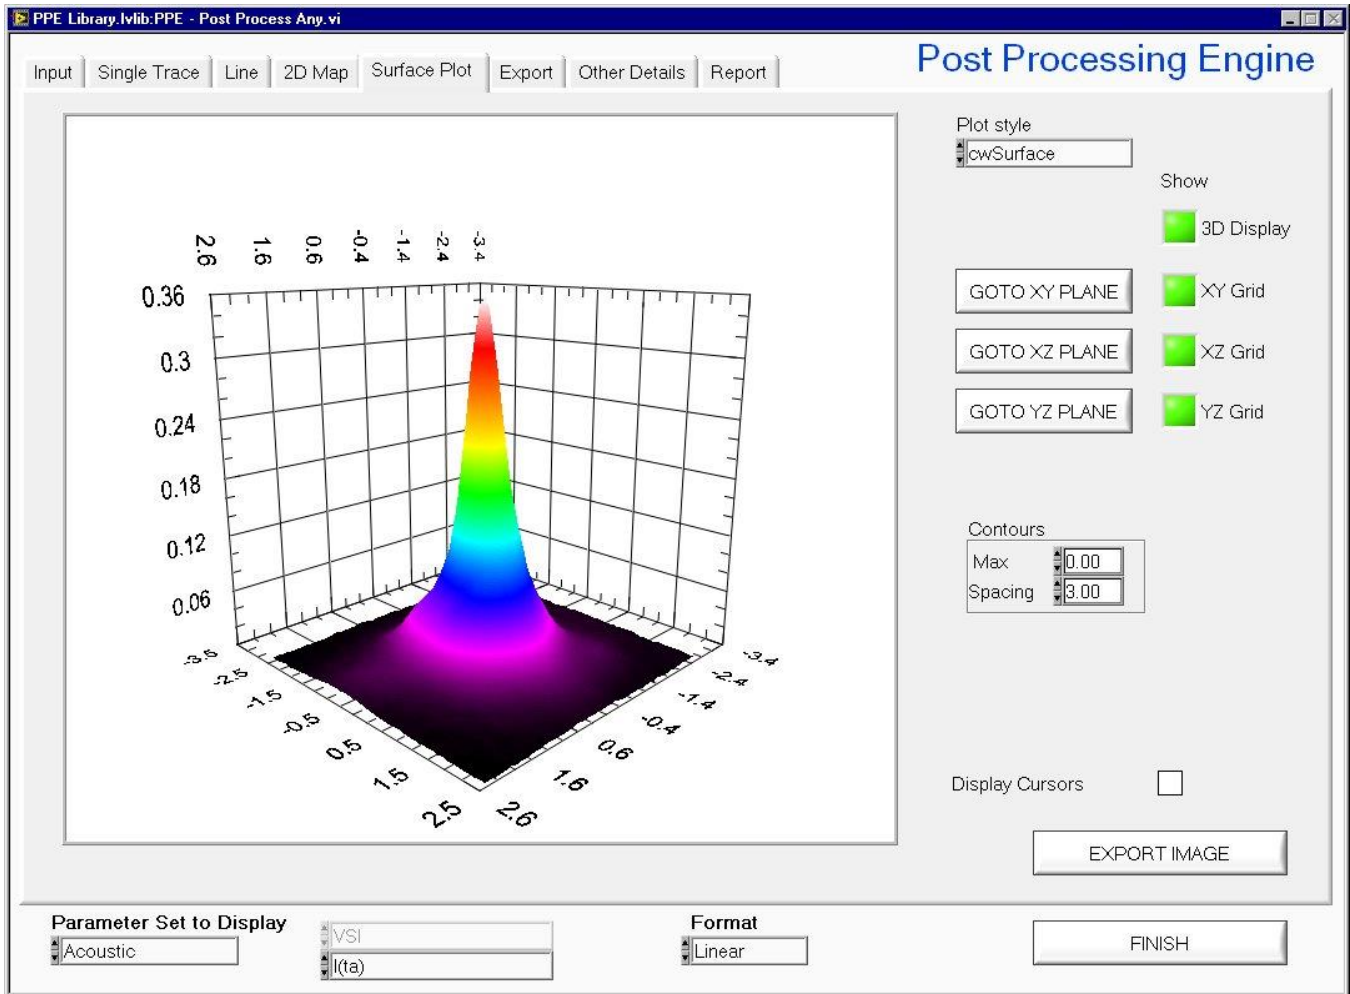 PPE Library.lvlib:PPE - Post Process Any.vi
Post Processing Engine
Input Single Trace Line 2D Map Surface Plot Export Other Details Report
Plot style
cwSurface
Show
3D Display
GOTO XY PLANE XY Grid
GOTO XZ PLANE XZ Grid
GOTO YZ PLANE YZ Grid
2.6 1.6 0.6 -0.4 -1.4 -2.4 -3.4
0.36
0.3
0.24
0.18
0.12
0.06
-3.5 -2.5 -1.5 -0.5 0.5 1.5 2.5
2.6 1.6 0.6 -0.4 -1.4 -2.4 -3.4
Contours
Max 0.00
Spacing 3.00
Display Cursors
EXPORT IMAGE
Parameter Set to Display
Acoustic
VSI
I(ta)
Format
Linear
FINISH